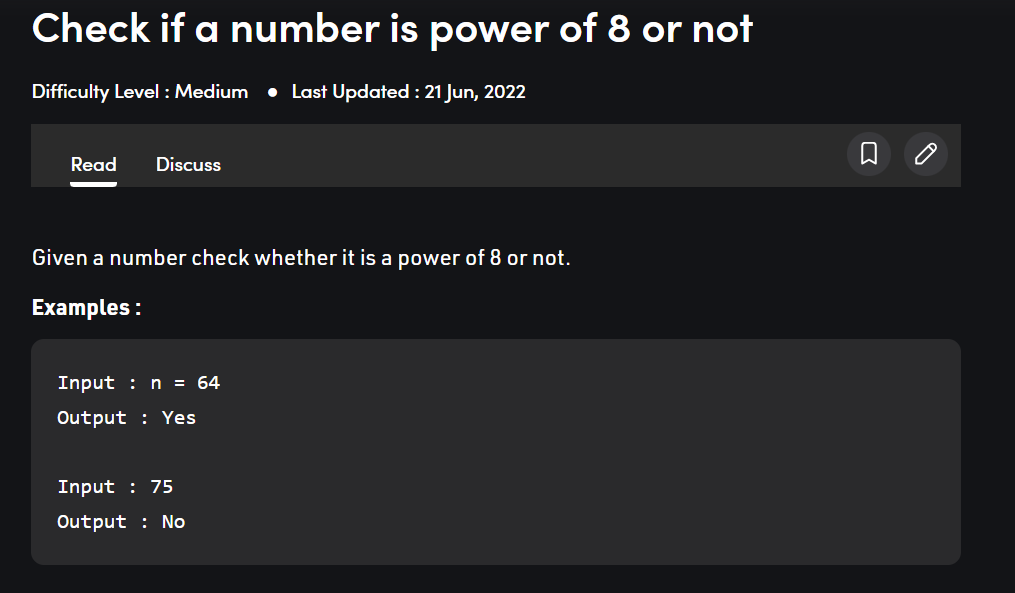 Check if a number is power of 8 or not
Difficulty Level : Medium ● Last Updated : 21 Jun, 2022
Read Discuss
Given a number check whether it is a power of 8 or not.
Examples :
Input : n = 64
Output : Yes
Input : 75
Output : No